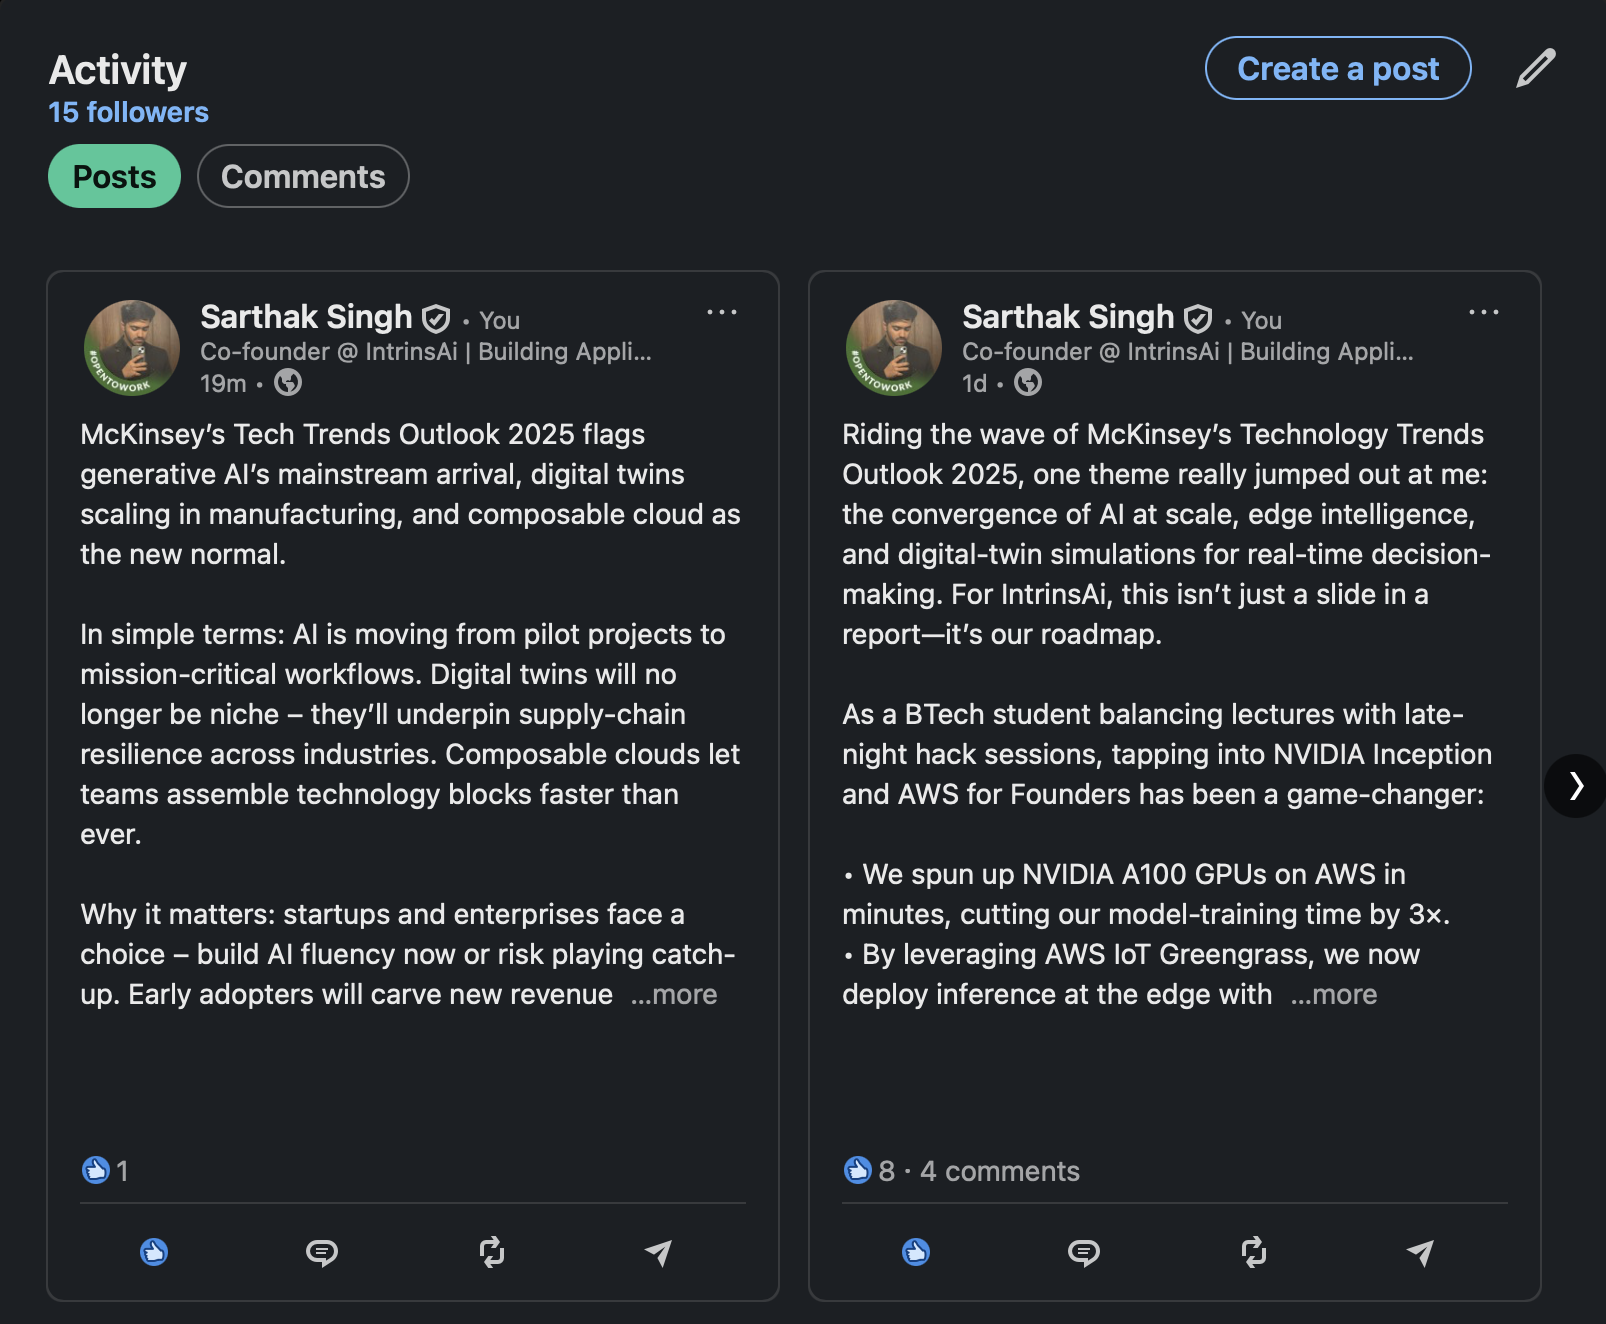 Activity
15 followers
Create a post
Posts
Comments
Sarthak Singh • You
Co-founder @ IntrinsAi | Building Appli...
19m •
McKinsey’s Tech Trends Outlook 2025 flags
generative AI’s mainstream arrival, digital twins
scaling in manufacturing, and composable cloud as
the new normal.
In simple terms: AI is moving from pilot projects to
mission-critical workflows. Digital twins will no
longer be niche – they’ll underpin supply-chain
resilience across industries. Composable clouds let
teams assemble technology blocks faster than
ever.
Why it matters: startups and enterprises face a
choice – build AI fluency now or risk playing catch-
up. Early adopters will carve new revenue ...more
1
#OPENTOWORK
Sarthak Singh • You
Co-founder @ IntrinsAi | Building Appli...
1d •
Riding the wave of McKinsey’s Technology Trends
Outlook 2025, one theme really jumped out at me:
the convergence of AI at scale, edge intelligence,
and digital-twin simulations for real-time decision-
making. For IntrinsAi, this isn’t just a slide in a
report—it’s our roadmap.
As a BTech student balancing lectures with late-
night hack sessions, tapping into NVIDIA Inception
and AWS for Founders has been a game-changer:
• We spun up NVIDIA A100 GPUs on AWS in
minutes, cutting our model-training time by 3×.
• By leveraging AWS IoT Greengrass, we now
deploy inference at the edge with ...more
8 · 4 comments
#OPENTOWORK